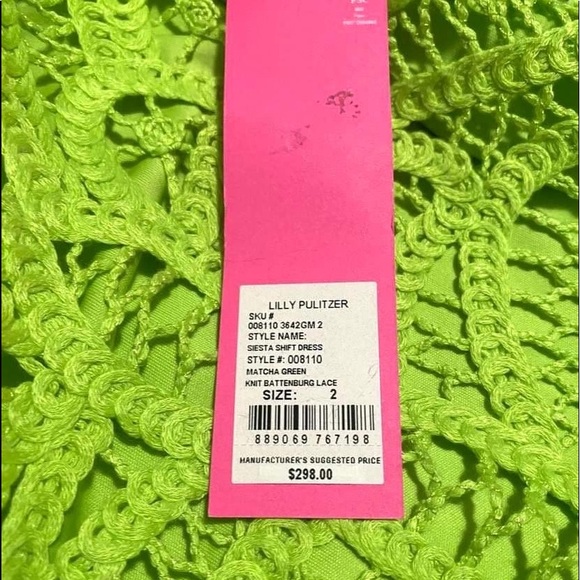 LILLY PULITZER
SKU #
008110 3642GM 2
STYLE NAME:
SIESTA SHIFT DRESS
STYLE #: 008110
MATCHA GREEN
KNIT BATTENBURG LACE
SIZE: 2
889069 767198
MANUFACTURER'S SUGGESTED PRICE
$298.00